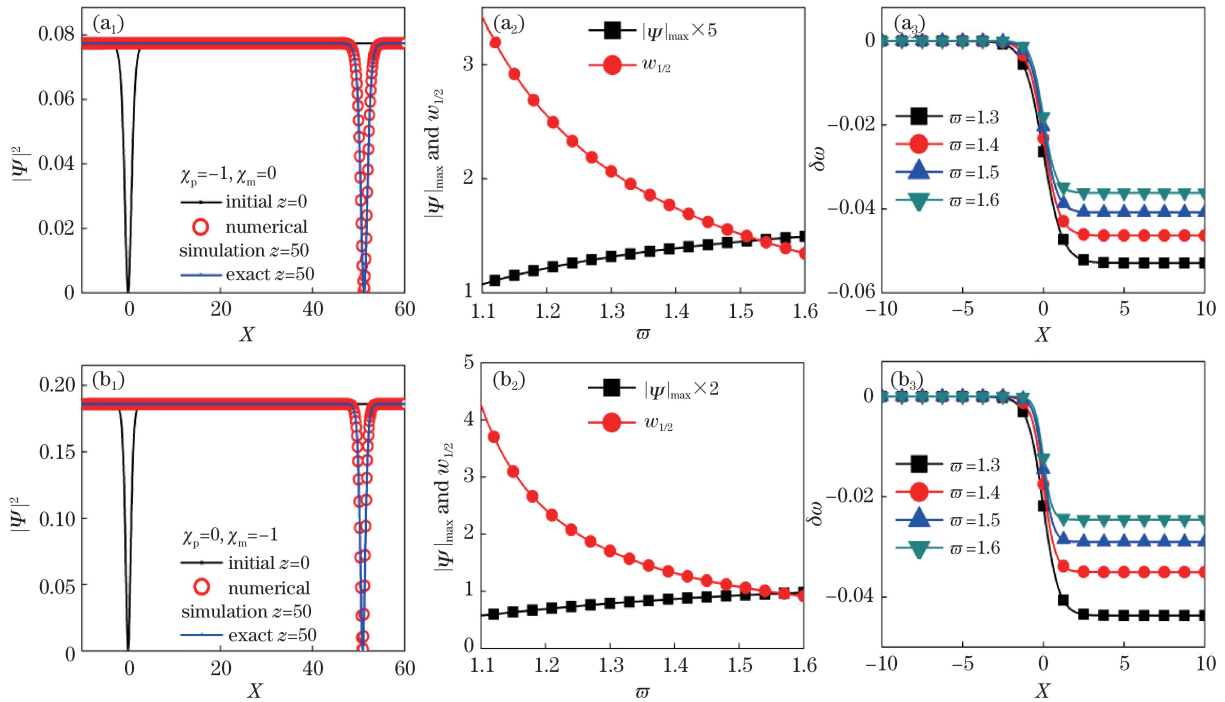 (a₁)
0.08
0.06
0.04
0.02
0
|Ψ|²
χₚ=−1, χₘ=0
initial z=0
numerical
simulation z=50
exact z=50
0 20 40 60
X
(a₂)
3
2
1
|Ψ|max and w1/2
|Ψ|max×5
w1/2
1.1 1.2 1.3 1.4 1.5 1.6
ϖ
(a₃)
0
−0.02
−0.04
−0.06
δω
ϖ=1.3
ϖ=1.4
ϖ=1.5
ϖ=1.6
−10 −5 0 5 10
X
(b₁)
0.20
0.15
0.10
0.05
0
|Ψ|²
χₚ=0, χₘ=−1
initial z=0
numerical
simulation z=50
exact z=50
0 20 40 60
X
(b₂)
5
4
3
2
1
0
|Ψ|max and w1/2
|Ψ|max×2
w1/2
1.1 1.2 1.3 1.4 1.5 1.6
ϖ
(b₃)
0
−0.02
−0.04
δω
ϖ=1.3
ϖ=1.4
ϖ=1.5
ϖ=1.6
−10 −5 0 5 10
X